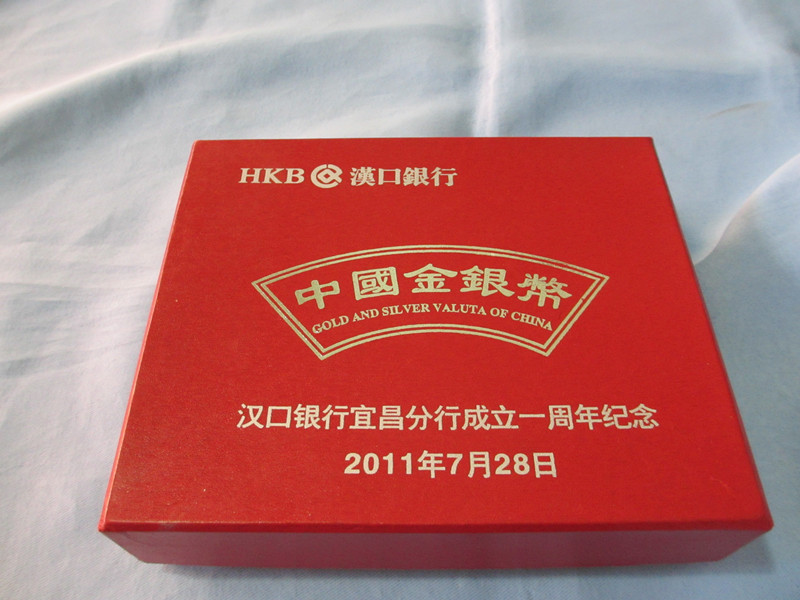 HKB 漢口銀行
中國金銀幣
GOLD AND SILVER VALUTA OF CHINA
汉口银行宜昌分行成立一周年纪念
2011年7月28日